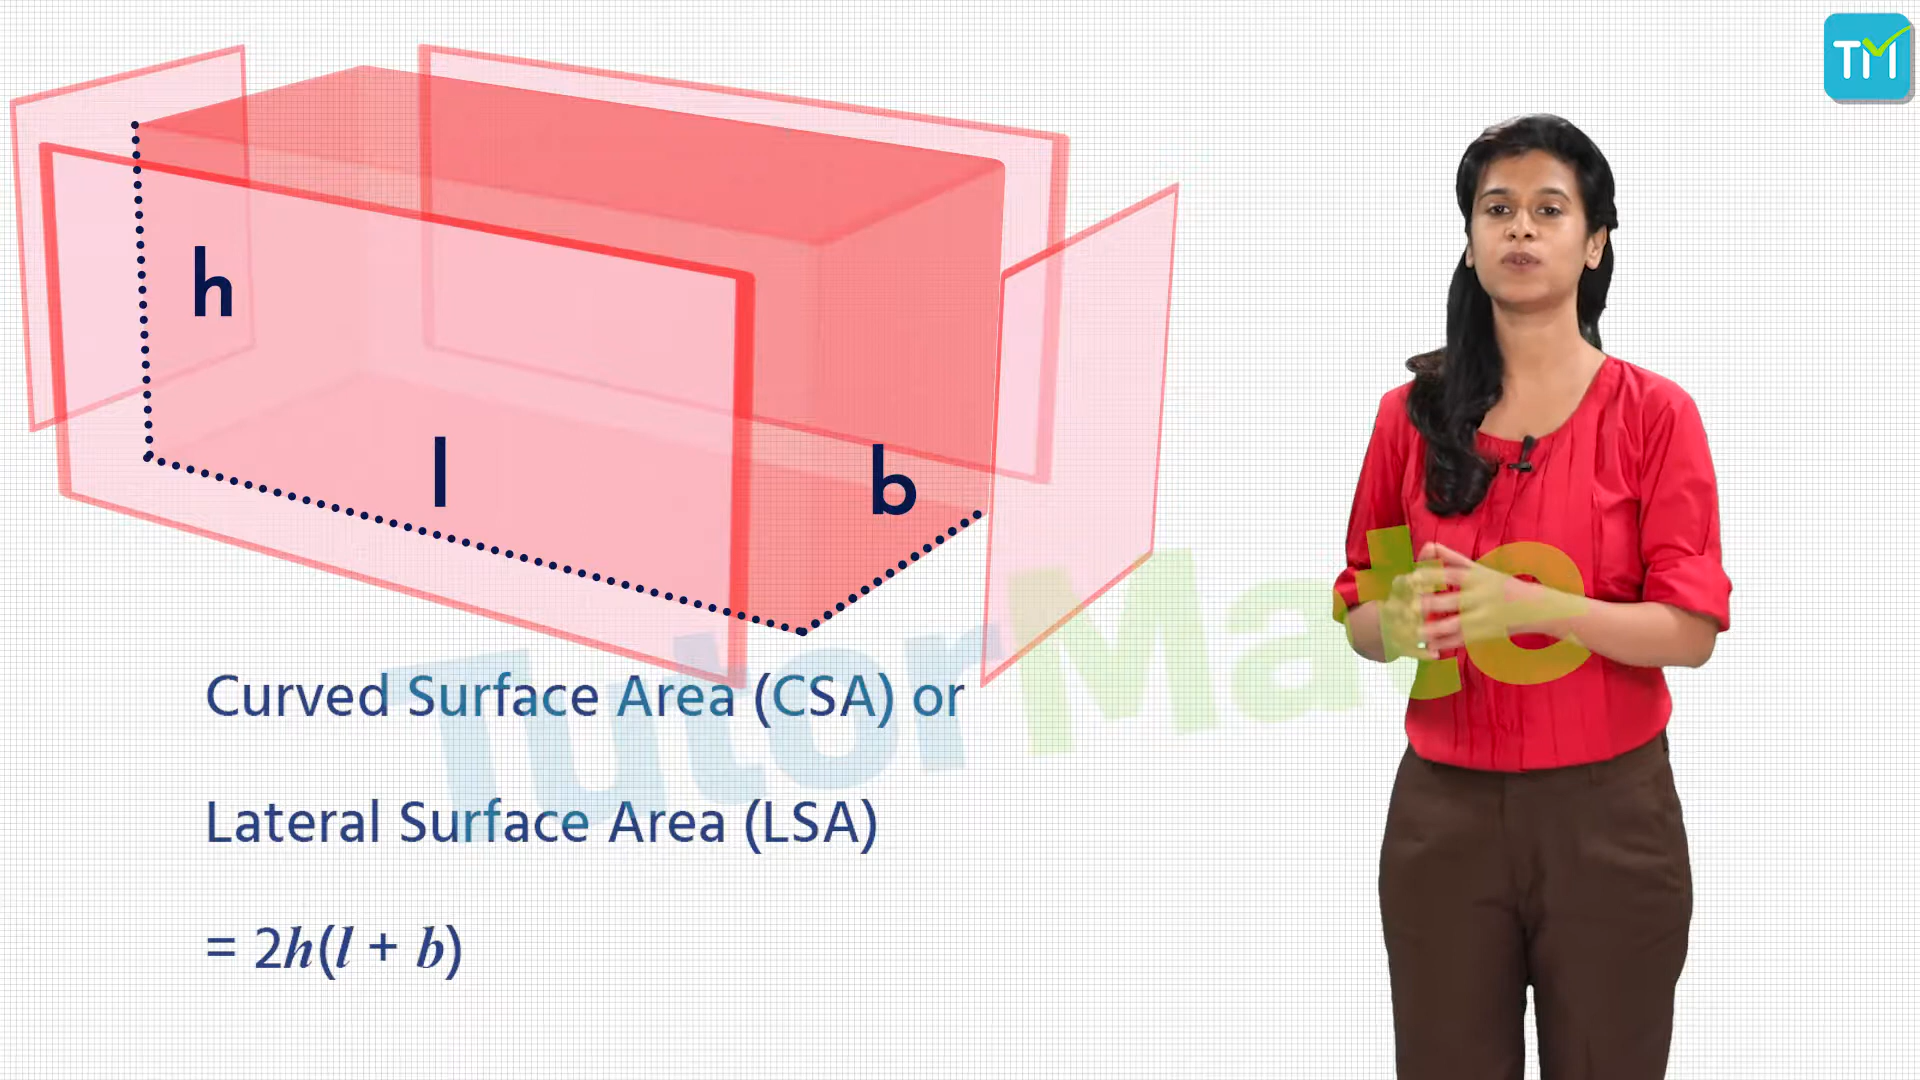 TM
h
l
b
TutorMate
Curved Surface Area (CSA) or
Lateral Surface Area (LSA)
= 2h(l + b)